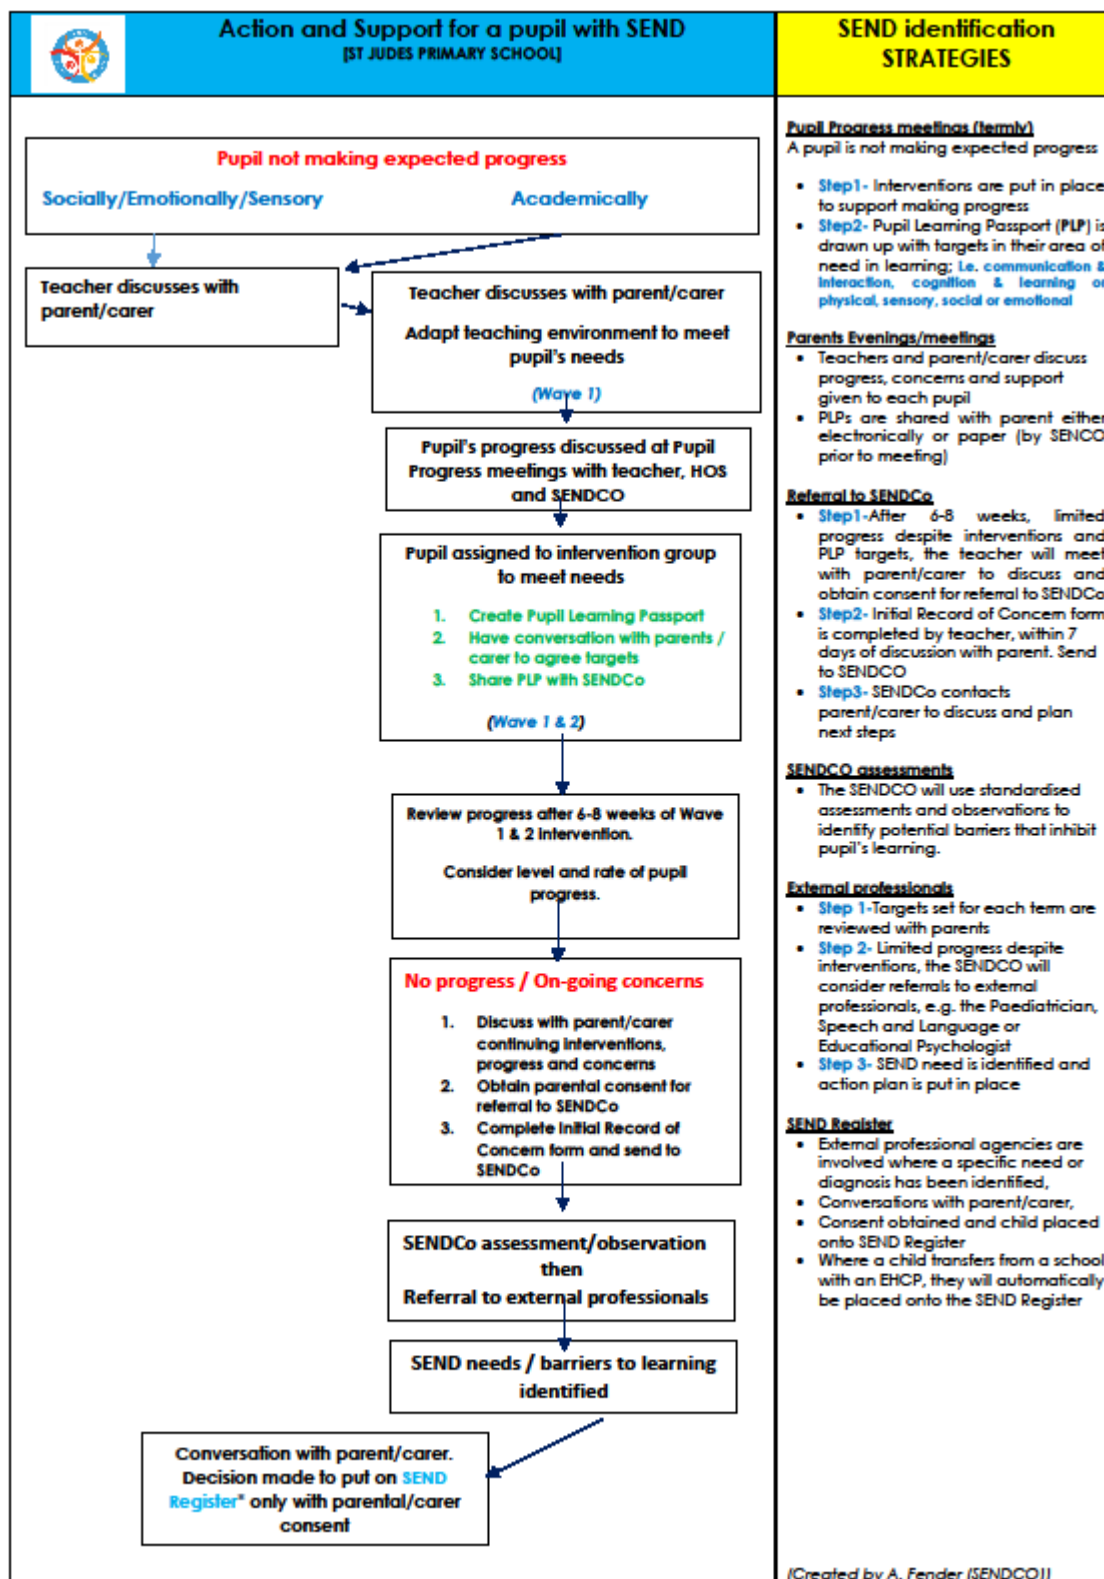 Action and Support for a pupil with SEND
[ST JUDES PRIMARY SCHOOL]
Pupil not making expected progress
Socially/Emotionally/Sensory
Academically
Teacher discusses with
parent/carer
Teacher discusses with parent/carer
Adapt teaching environment to meet
pupil's needs
(Wave 1)
Pupil's progress discussed at Pupil
Progress meetings with teacher, HOS
and SENDCO
Pupil assigned to intervention group
to meet needs
1. Create Pupil Learning Passport
2. Have conversation with parents /
carer to agree targets
3. Share PLP with SENDCo
(Wave 1 & 2)
Review progress after 6-8 weeks of Wave
1 & 2 intervention.
Consider level and rate of pupil
progress.
No progress / On-going concerns
1. Discuss with parent/carer
continuing interventions,
progress and concerns
2. Obtain parental consent for
referral to SENDCo
3. Complete Initial Record of
Concern form and send to
SENDCo
SENDCo assessment/observation
then
Referral to external professionals
SEND needs / barriers to learning
identified
Conversation with parent/carer.
Decision made to put on SEND
Register* only with parental/carer
consent
SEND identification
STRATEGIES
Pupil Progress meetings (termly)
A pupil is not making expected progress
• Step1- Interventions are put in place
to support making progress
• Step2- Pupil Learning Passport (PLP) is
drawn up with targets in their area of
need in learning; i.e. communication &
interaction, cognition & learning or
physical, sensory, social or emotional
Parents Evenings/meetings
• Teachers and parent/carer discuss
progress, concerns and support
given to each pupil
• PLPs are shared with parent either
electronically or paper (by SENCO
prior to meeting)
Referral to SENDCo
• Step1-After 6-8 weeks, limited
progress despite interventions and
PLP targets, the teacher will meet
with parent/carer to discuss and
obtain consent for referral to SENDCo
• Step2- Initial Record of Concern form
is completed by teacher, within 7
days of discussion with parent. Send
to SENDCO
• Step3- SENDCo contacts
parent/carer to discuss and plan
next steps
SENDCO assessments
• The SENDCO will use standardised
assessments and observations to
identify potential barriers that inhibit
pupil's learning.
External professionals
• Step 1-Targets set for each term are
reviewed with parents
• Step 2- Limited progress despite
interventions, the SENDCO will
consider referrals to external
professionals, e.g. the Paediatrician,
Speech and Language or
Educational Psychologist
• Step 3- SEND need is identified and
action plan is put in place
SEND Register
• External professional agencies are
involved where a specific need or
diagnosis has been identified,
• Conversations with parent/carer,
• Consent obtained and child placed
onto SEND Register
• Where a child transfers from a school
with an EHCP, they will automatically
be placed onto the SEND Register
(Created by A. Fender (SENDCO))